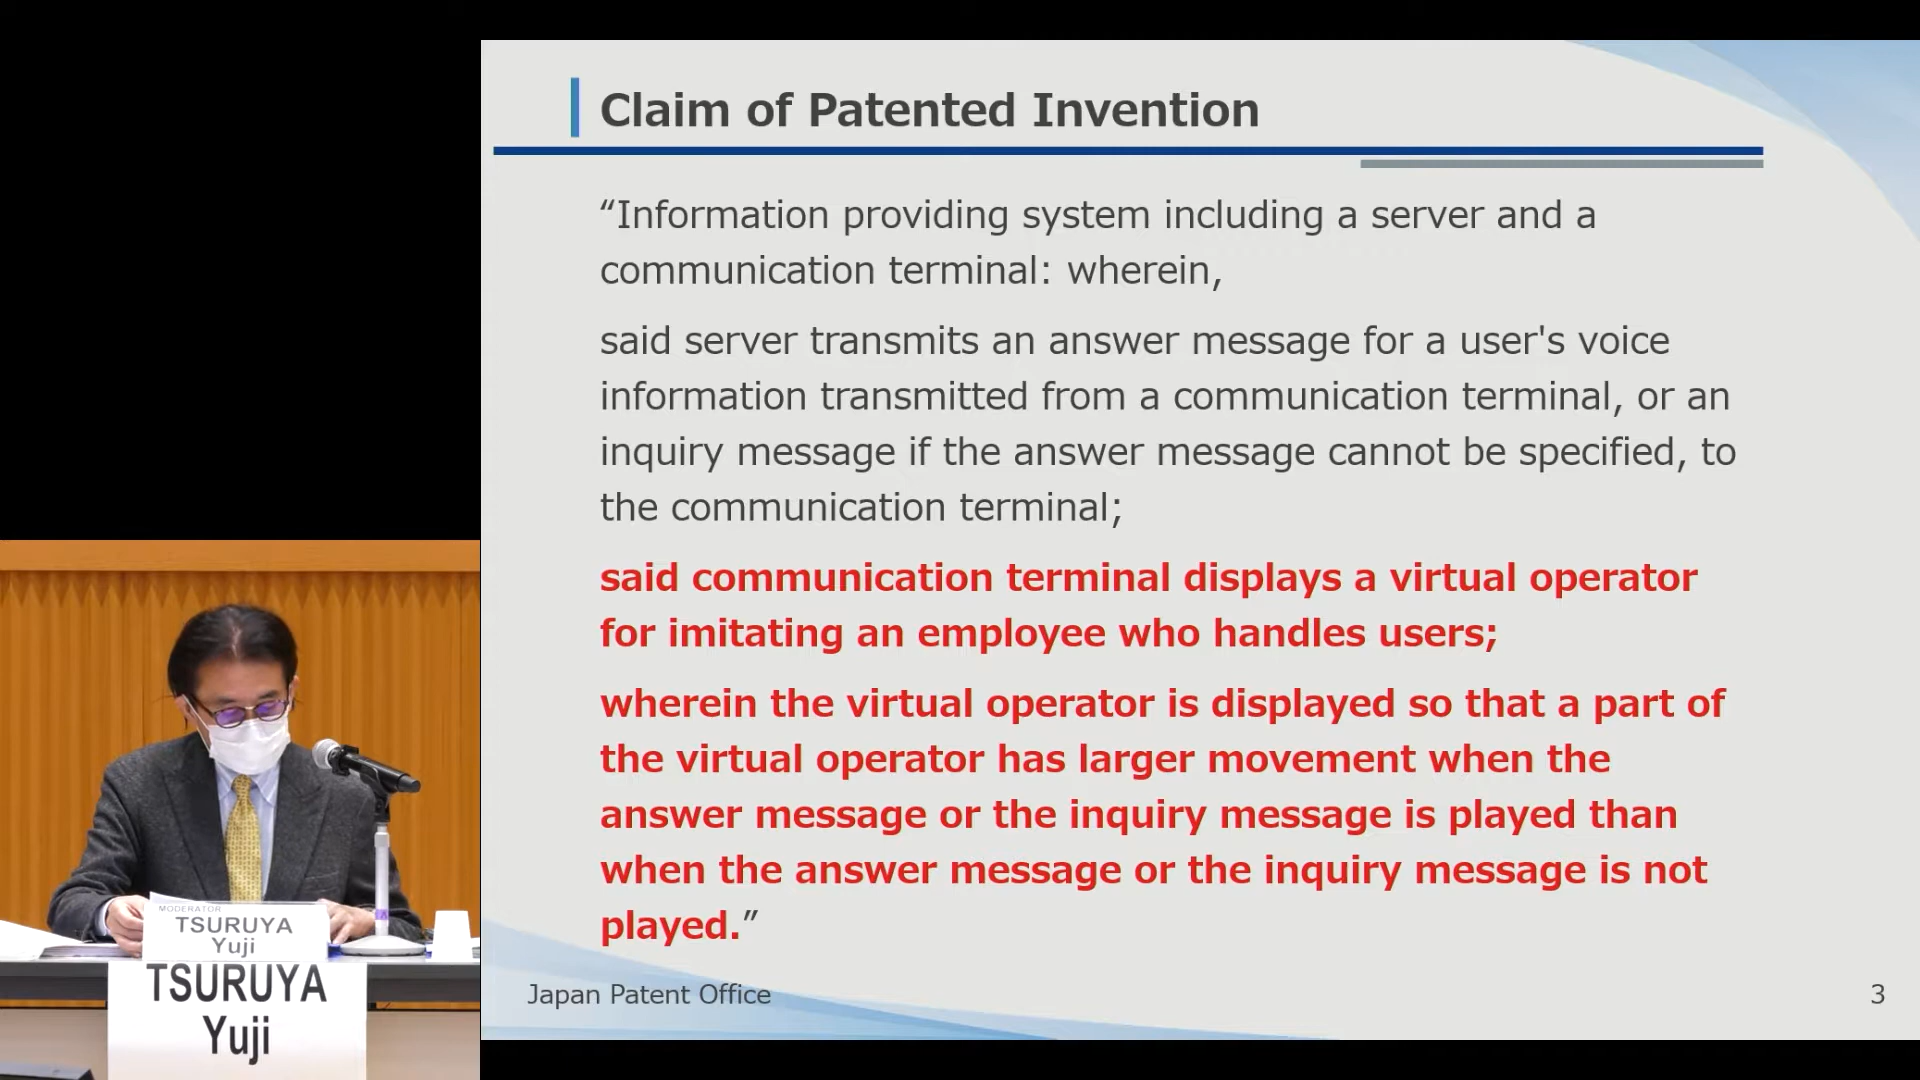 Claim of Patented Invention
“Information providing system including a server and a
communication terminal: wherein,
said server transmits an answer message for a user's voice
information transmitted from a communication terminal, or an
inquiry message if the answer message cannot be specified, to
the communication terminal;
said communication terminal displays a virtual operator
for imitating an employee who handles users;
wherein the virtual operator is displayed so that a part of
the virtual operator has larger movement when the
answer message or the inquiry message is played than
when the answer message or the inquiry message is not
played.”
Japan Patent Office
3
MODERATOR
TSURUYA
Yuji
TSURUYA
Yuji